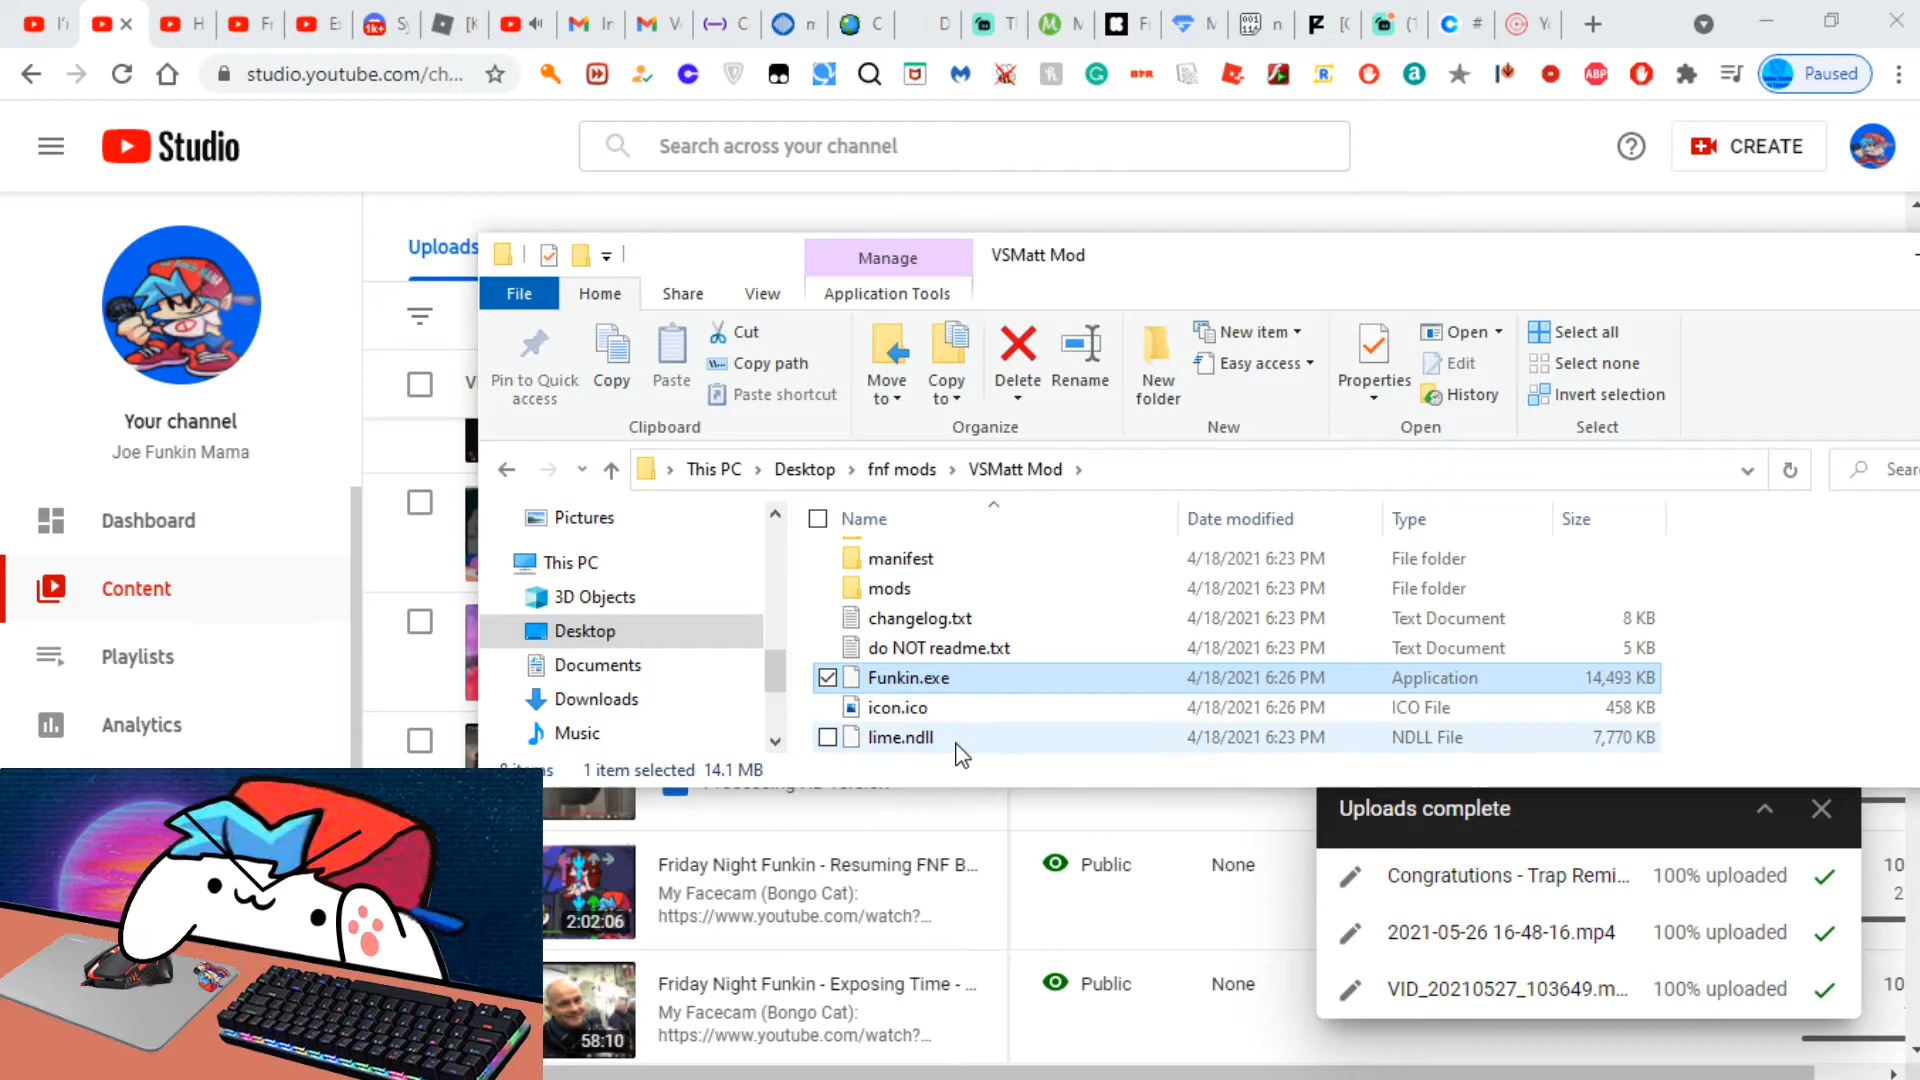 1K+
studio.youtube.com/ch...
ABP
Paused
Studio
Search across your channel
CREATE
Your channel
Joe Funkin Mama
Dashboard
Content
Playlists
Analytics
Uploads
Manage
VSMatt Mod
File
Home
Share
View
Application Tools
Pin to Quick access
Copy
Paste
Cut
Copy path
Paste shortcut
Clipboard
Move to
Copy to
Delete
Rename
Organize
New folder
New item
Easy access
New
Properties
Open
Edit
History
Open
Select all
Select none
Invert selection
Select
This PC > Desktop > fnf mods > VSMatt Mod >
Sear
Pictures
This PC
3D Objects
Desktop
Documents
Downloads
Music
Name Date modified Type Size
manifest 4/18/2021 6:23 PM File folder
mods 4/18/2021 6:23 PM File folder
changelog.txt 4/18/2021 6:23 PM Text Document 8 KB
do NOT readme.txt 4/18/2021 6:23 PM Text Document 5 KB
Funkin.exe 4/18/2021 6:26 PM Application 14,493 KB
icon.ico 4/18/2021 6:26 PM ICO File 458 KB
lime.ndll 4/18/2021 6:23 PM NDLL File 7,770 KB
8 items 1 item selected 14.1 MB
Friday Night Funkin - Resuming FNF B...
My Facecam (Bongo Cat):
https://www.youtube.com/watch?...
2:02:06
Public
None
Friday Night Funkin - Exposing Time - ...
My Facecam (Bongo Cat):
https://www.youtube.com/watch?...
58:10
Public
None
Uploads complete
Congratutions - Trap Remi... 100% uploaded
2021-05-26 16-48-16.mp4 100% uploaded
VID_20210527_103649.m... 100% uploaded
10
2
10